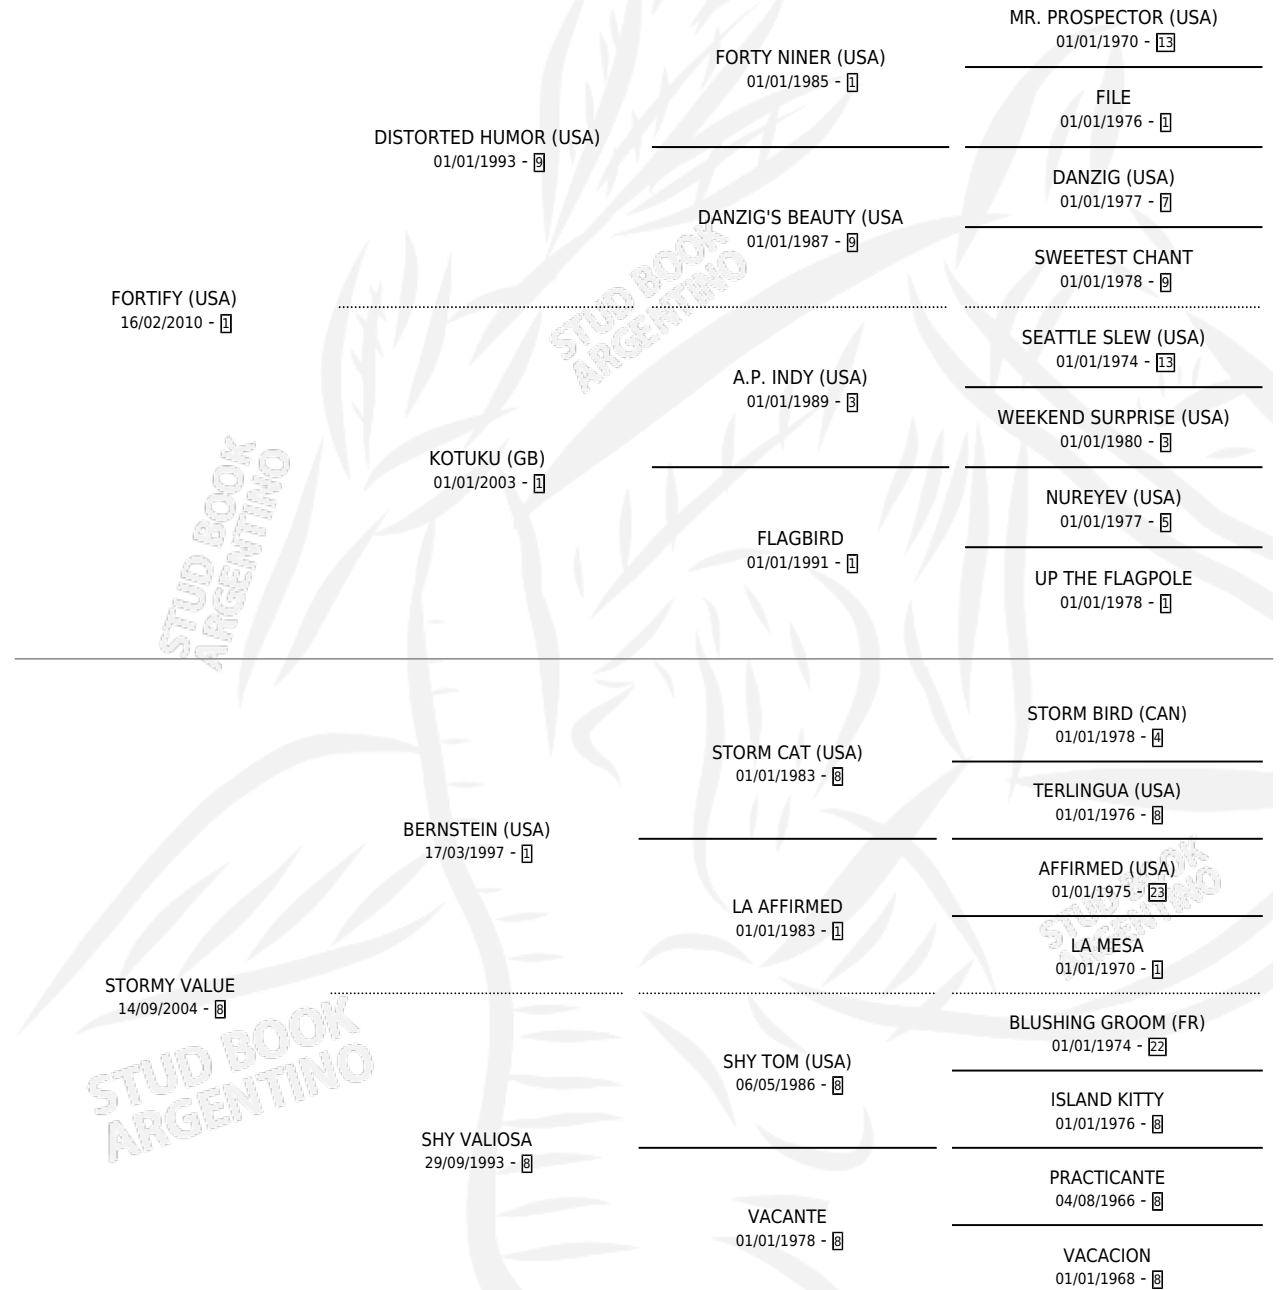 MR. PROSPECTOR (USA)
01/01/1970 - 13
FORTY NINER (USA)
01/01/1985 - 1
FILE
01/01/1976 - 1
DISTORTED HUMOR (USA)
01/01/1993 - 9
DANZIG (USA)
01/01/1977 - 7
DANZIG'S BEAUTY (USA
01/01/1987 - 9
SWEETEST CHANT
01/01/1978 - 9
FORTIFY (USA)
16/02/2010 - 1
STUD BOOK
ARGENTINO
SEATTLE SLEW (USA)
01/01/1974 - 13
A.P. INDY (USA)
01/01/1989 - 3
WEEKEND SURPRISE (USA)
01/01/1980 - 3
KOTUKU (GB)
01/01/2003 - 1
NUREYEV (USA)
01/01/1977 - 5
FLAGBIRD
01/01/1991 - 1
UP THE FLAGPOLE
01/01/1978 - 1
STUD BOOK
ARGENTINO
STORM BIRD (CAN)
01/01/1978 - 4
STORM CAT (USA)
01/01/1983 - 8
TERLINGUA (USA)
01/01/1976 - 8
BERNSTEIN (USA)
17/03/1997 - 1
AFFIRMED (USA)
01/01/1975 - 23
LA AFFIRMED
01/01/1983 - 1
STUD BOOK
ARGENTINO
LA MESA
01/01/1970 - 1
STORMY VALUE
14/09/2004 - 8
BLUSHING GROOM (FR)
01/01/1974 - 22
SHY TOM (USA)
06/05/1986 - 8
STUD BOOK
ARGENTINO
ISLAND KITTY
01/01/1976 - 8
SHY VALIOSA
29/09/1993 - 8
PRACTICANTE
04/08/1966 - 8
VACANTE
01/01/1978 - 8
VACACION
01/01/1968 - 8